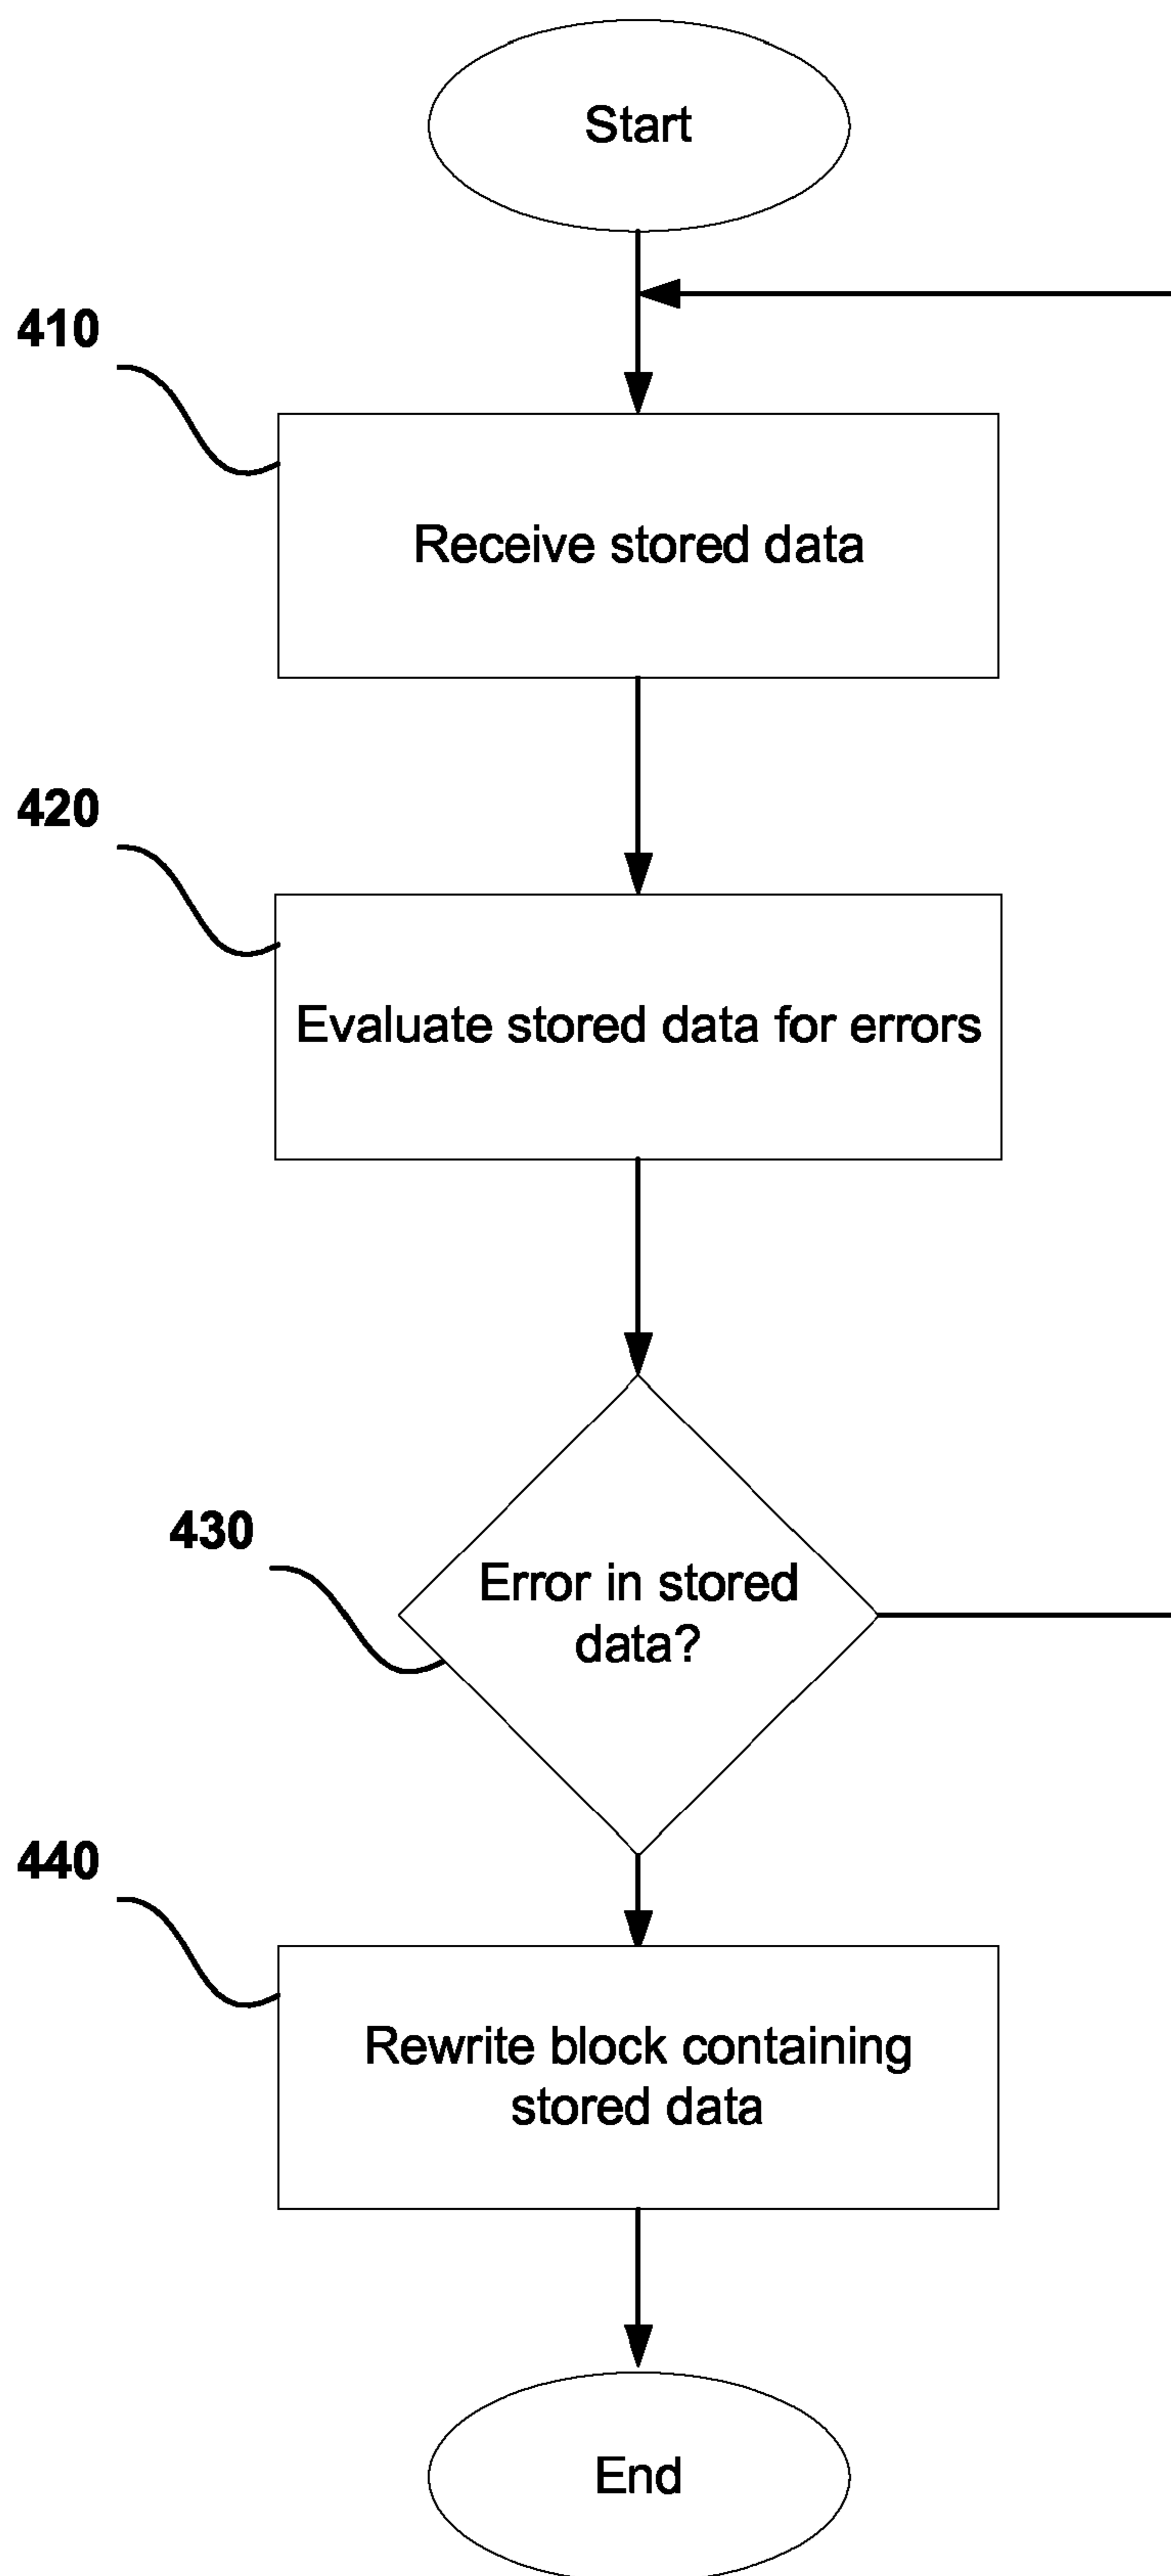 Start
410
Receive stored data
420
Evaluate stored data for errors
430
Error in stored
data?
440
Rewrite block containing
stored data
End